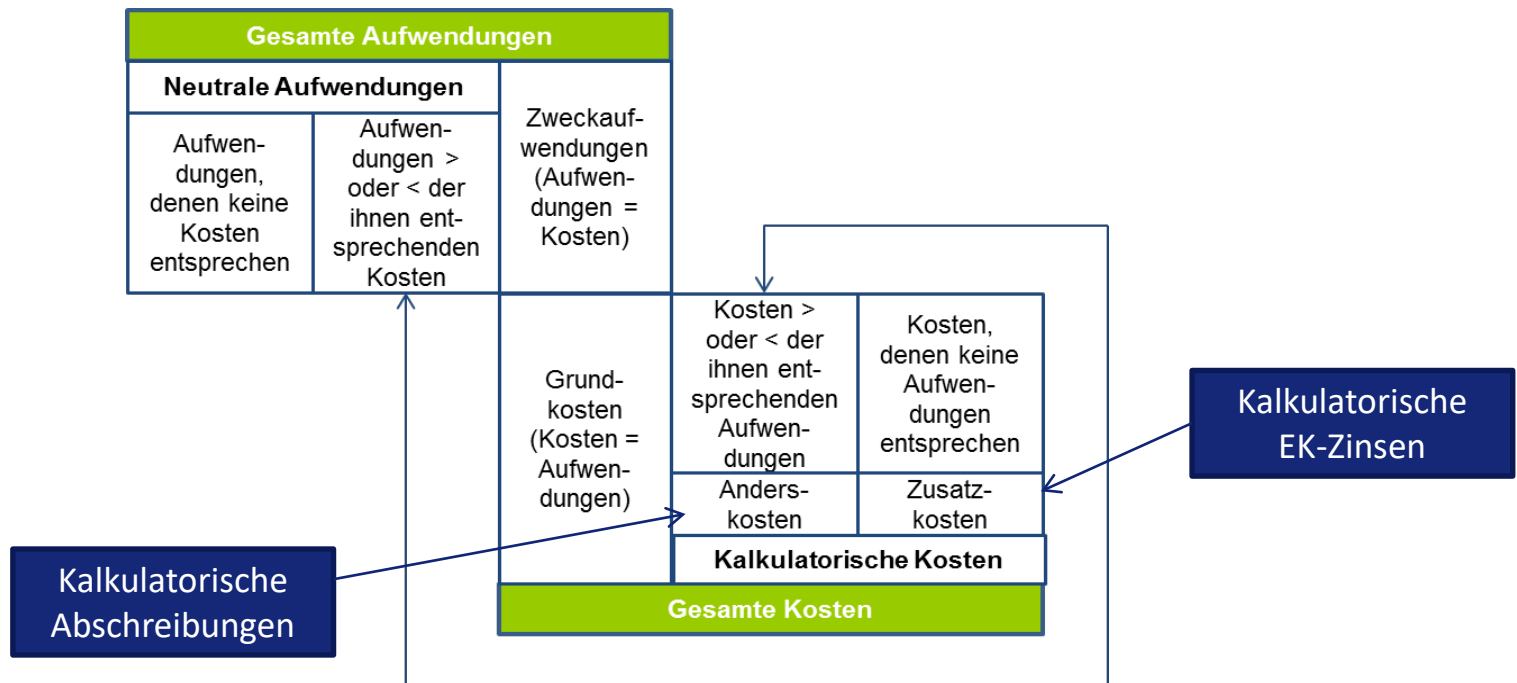 Gesamte Aufwendungen
Neutrale Aufwendungen
Aufwen-
dungen,
denen keine
Kosten
entsprechen
Aufwen-
dungen >
oder < der
ihnen ent-
sprechenden
Kosten
Zweckauf-
wendungen
(Aufwen-
dungen =
Kosten)
Grund-
kosten
(Kosten =
Aufwen-
dungen)
Kosten >
oder < der
ihnen ent-
sprechenden
Aufwen-
dungen
Kosten,
denen keine
Aufwen-
dungen
entsprechen
Anders-
kosten
Zusatz-
kosten
Kalkulatorische Kosten
Gesamte Kosten
Kalkulatorische
EK-Zinsen
Kalkulatorische
Abschreibungen